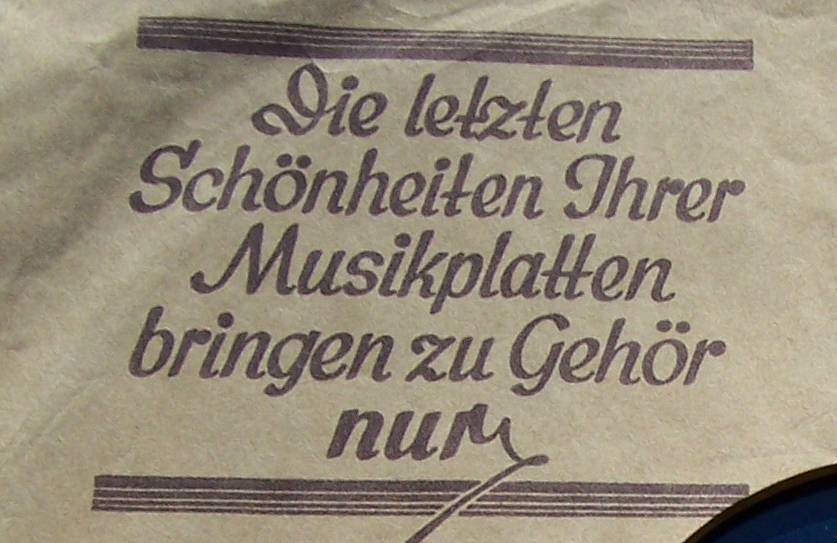 Die letzten
Schönheiten Ihrer
Musikplatten
bringen zu Gehör
nur